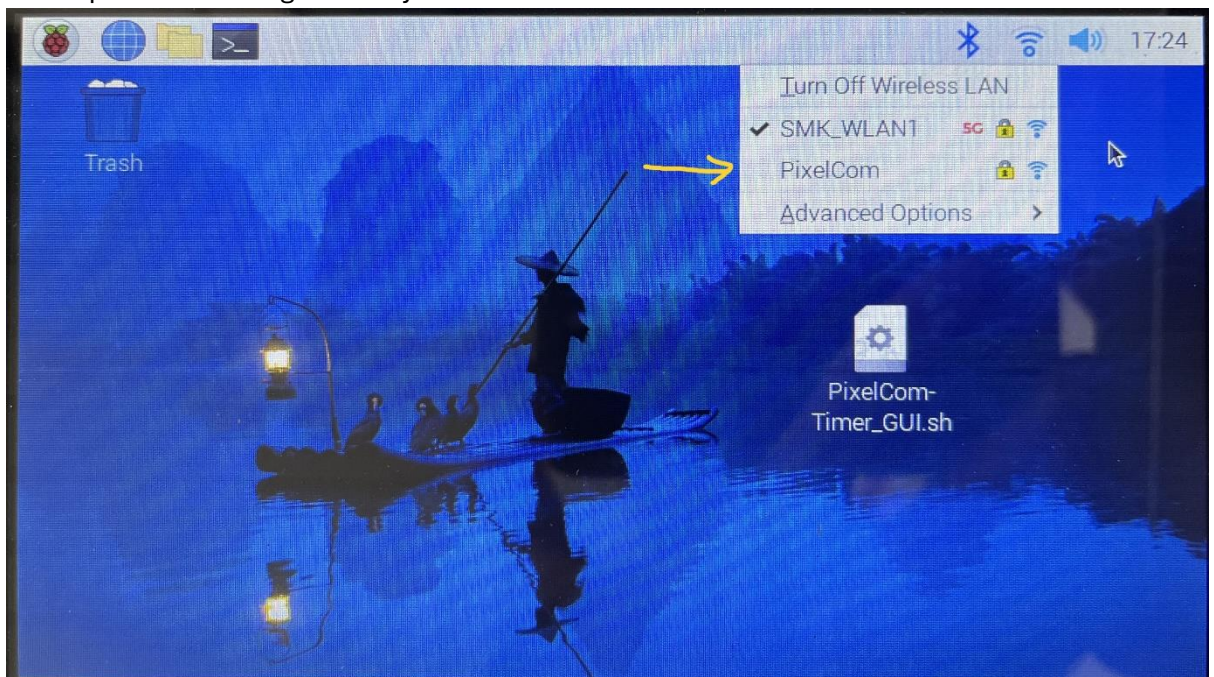 17:24
Turn Off Wireless LAN
SMK_WLAN1 5G
PixelCom
Advanced Options >
Trash
PixelCom-
Timer_GUI.sh